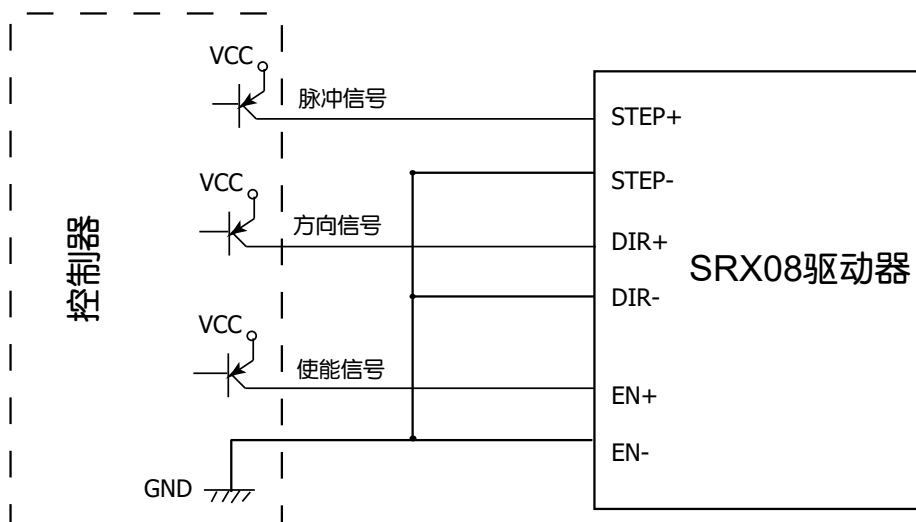 VCC
脉冲信号
STEP+
STEP-
VCC
方向信号
DIR+
控制器
SRX08驱动器
DIR-
VCC
使能信号
EN+
EN-
GND